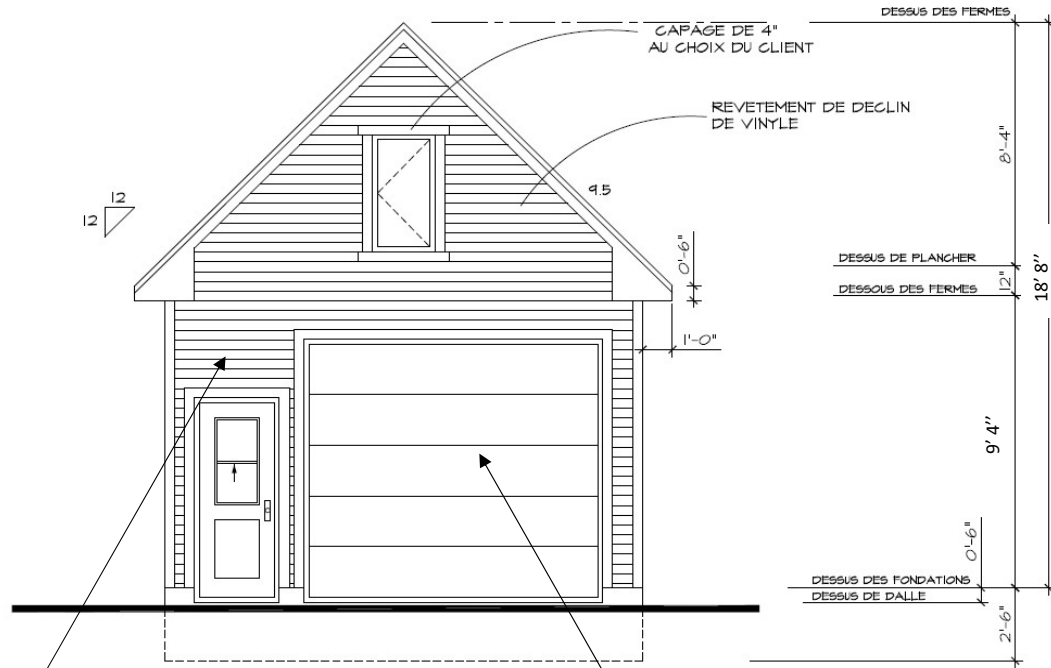 DESSUS DES FERMES
CAPAGE DE 4"
AU CHOIX DU CLIENT
REVETEMENT DE DECLIN
DE VINYLE
8'-4"
9.5
12
12
0'-6"
DESSUS DE PLANCHER
12"
DESSOUS DES FERMES
18' 8''
1'-0"
9' 4''
0'-6"
DESSUS DES FONDATIONS
DESSUS DE DALLE
2'-6"